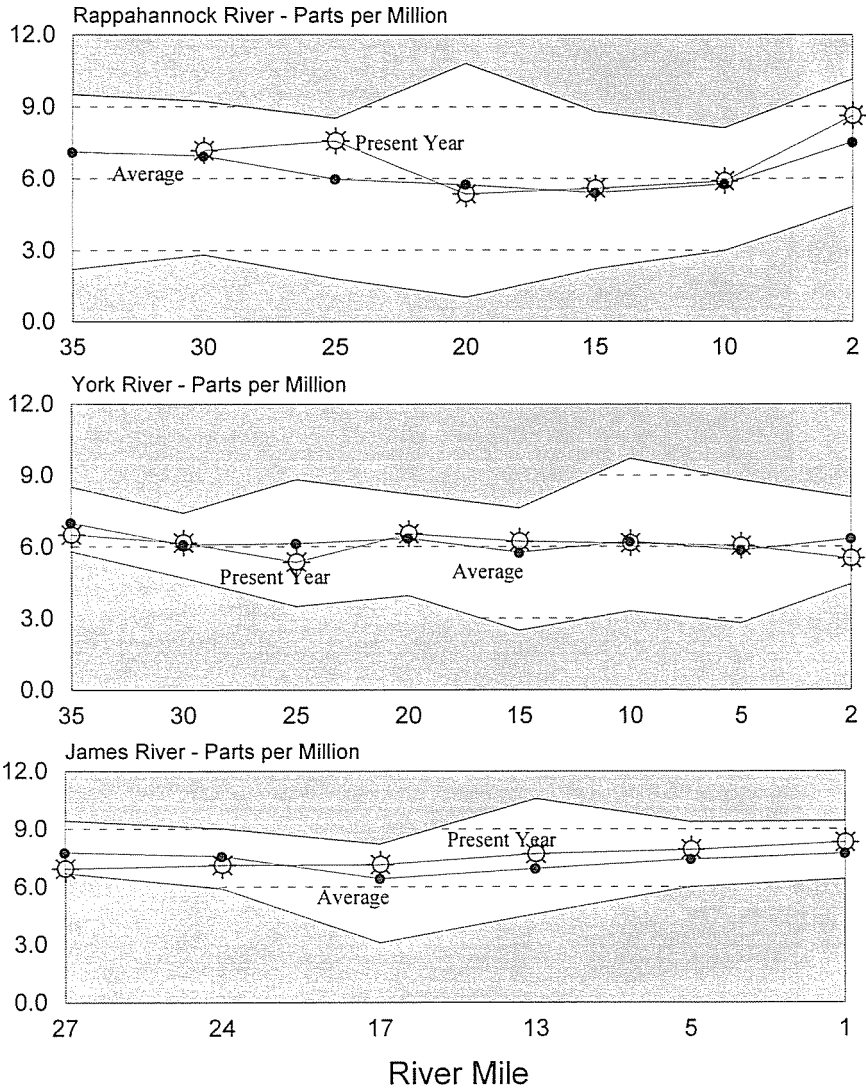 Rappahannock River - Parts per Million
12.0
9.0
Present Year
Average
6.0
3.0
0.0
35 30 25 20 15 10 2
York River - Parts per Million
12.0
9.0
6.0
Present Year Average
3.0
0.0
35 30 25 20 15 10 5 2
James River - Parts per Million
12.0
9.0
Present Year
6.0
Average
3.0
0.0
27 24 17 13 5 1
River Mile